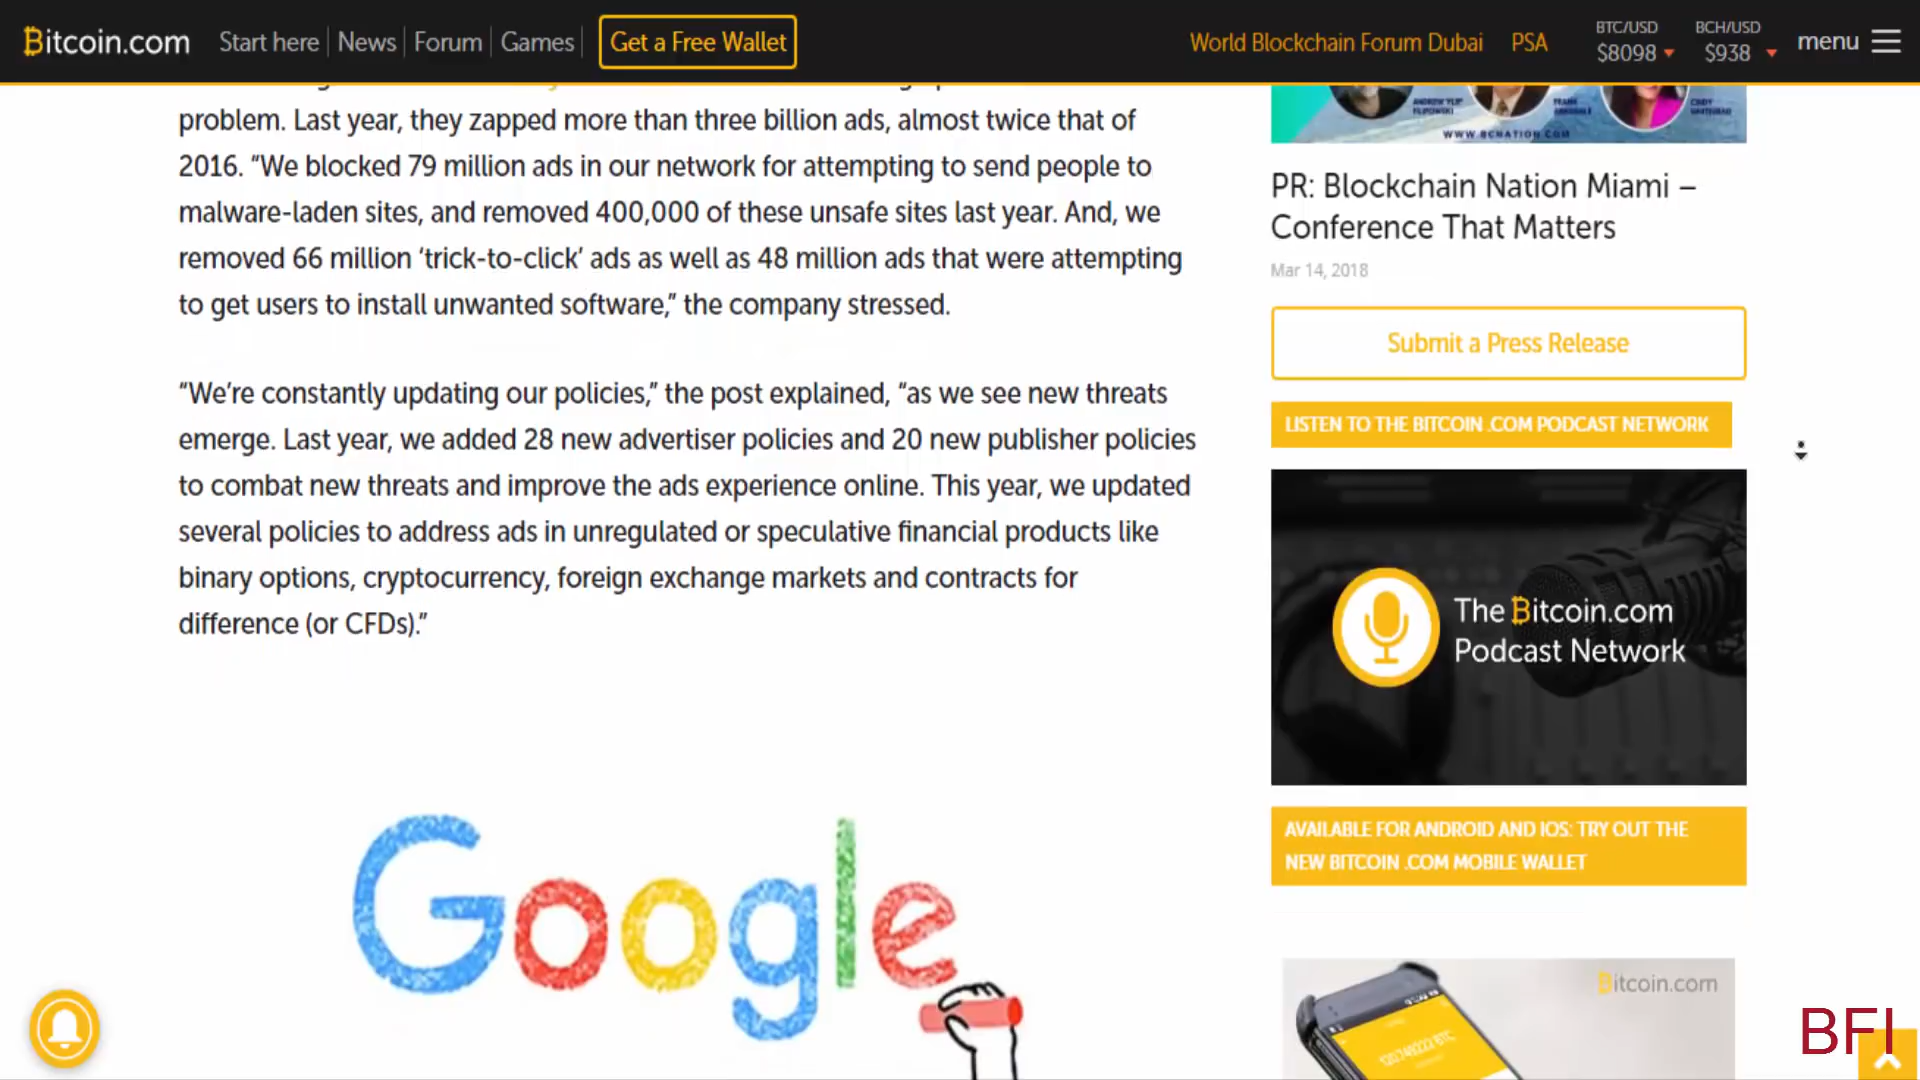 Bitcoin.com
Start here
News
Forum
Games
Get a Free Wallet
World Blockchain Forum Dubai
PSA
BTC/USD
$8098
BCH/USD
$938
menu
problem. Last year, they zapped more than three billion ads, almost twice that of
2016. “We blocked 79 million ads in our network for attempting to send people to
malware-laden sites, and removed 400,000 of these unsafe sites last year. And, we
removed 66 million ‘trick-to-click’ ads as well as 48 million ads that were attempting
to get users to install unwanted software,” the company stressed.
“We’re constantly updating our policies,” the post explained, “as we see new threats
emerge. Last year, we added 28 new advertiser policies and 20 new publisher policies
to combat new threats and improve the ads experience online. This year, we updated
several policies to address ads in unregulated or speculative financial products like
binary options, cryptocurrency, foreign exchange markets and contracts for
difference (or CFDs).”
Google
WWW.BCNATION.COM
PR: Blockchain Nation Miami –
Conference That Matters
Mar 14, 2018
Submit a Press Release
LISTEN TO THE BITCOIN .COM PODCAST NETWORK
The Bitcoin.com
Podcast Network
AVAILABLE FOR ANDROID AND IOS: TRY OUT THE
NEW BITCOIN .COM MOBILE WALLET
Bitcoin.com
BFI